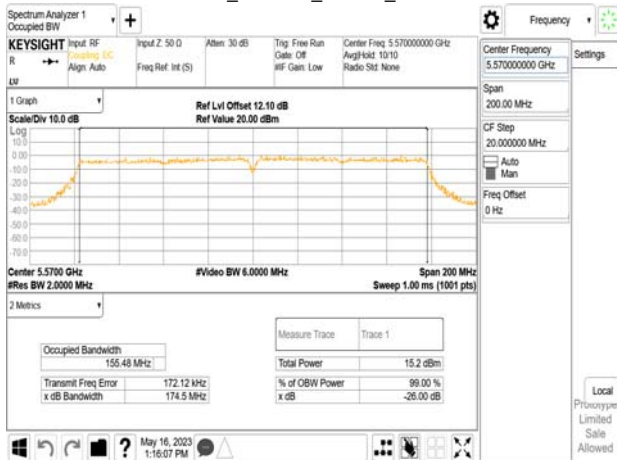 Spectrum Analyzer 1
Occupied BW
Frequency
KEYSIGHT
Input: RF
Coupling: DC
Align: Auto
Input Z: 50 Ω
Freq Ref: Int (S)
Atten: 30 dB
Trig: Free Run
Gate: Off
#IF Gain: Low
Center Freq: 5.570000000 GHz
Avg|Hold: 10/10
Radio Std: None
R
LXI
Center Frequency
5.570000000 GHz
Settings
Span
200.00 MHz
CF Step
20.000000 MHz
Auto
Man
Freq Offset
0 Hz
1 Graph
Scale/Div 10.0 dB
Ref Lvl Offset 12.10 dB
Ref Value 20.00 dBm
Log
10.0
0.00
-10.0
-20.0
-30.0
-40.0
-50.0
-60.0
-70.0
Center 5.5700 GHz
#Video BW 6.0000 MHz
Span 200 MHz
#Res BW 2.0000 MHz
Sweep 1.00 ms (1001 pts)
2 Metrics
Measure Trace Trace 1
Occupied Bandwidth
155.48 MHz
Total Power 15.2 dBm
Transmit Freq Error 172.12 kHz
% of OBW Power 99.00 %
x dB Bandwidth 174.5 MHz
x dB -26.00 dB
Local
Prototype
Limited
Sale
Allowed
?
May 16, 2023
1:16:07 PM